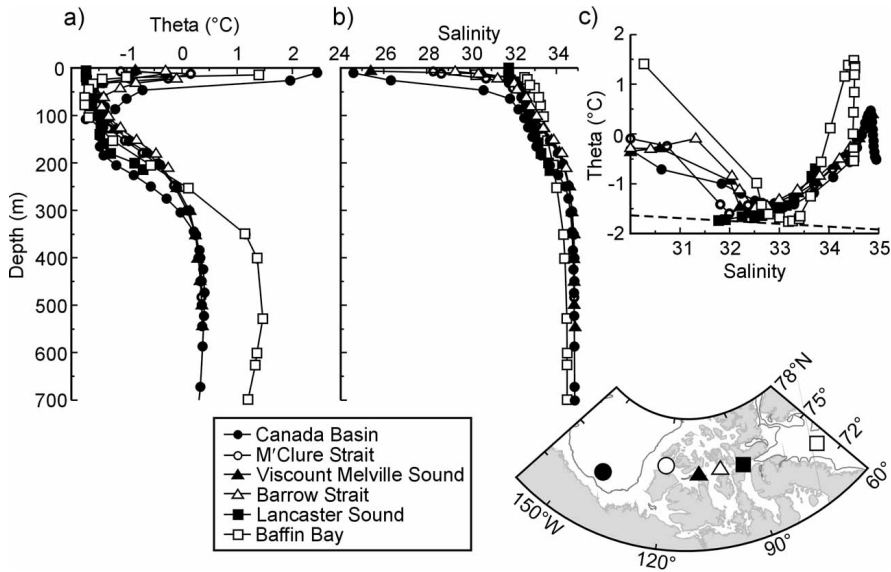 a)
Theta (°C)
-1 0 1 2
Depth (m)
0
100
200
300
400
500
600
700
b)
Salinity
24 26 28 30 32 34
c)
Theta (°C)
2
1
0
-1
-2
31 32 33 34 35
Salinity
Canada Basin
M'Clure Strait
Viscount Melville Sound
Barrow Strait
Lancaster Sound
Baffin Bay
78°N
75°
72°
60°
90°
120°
150°W